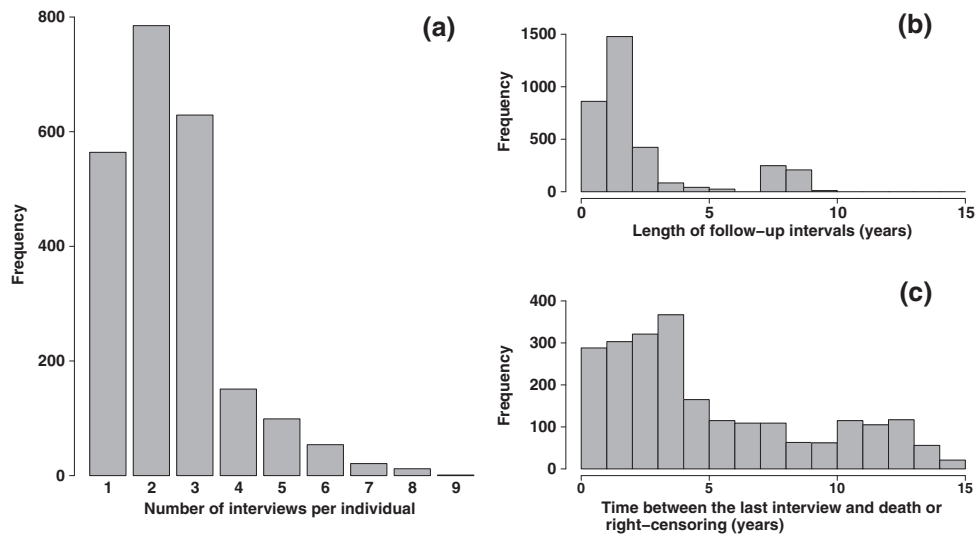 (a)
800
600
400
200
0
Frequency
1 2 3 4 5 6 7 8 9
Number of interviews per individual
(b)
1500
1000
500
0
Frequency
0 5 10 15
Length of follow−up intervals (years)
(c)
400
300
200
100
0
Frequency
0 5 10 15
Time between the last interview and death or
right−censoring (years)